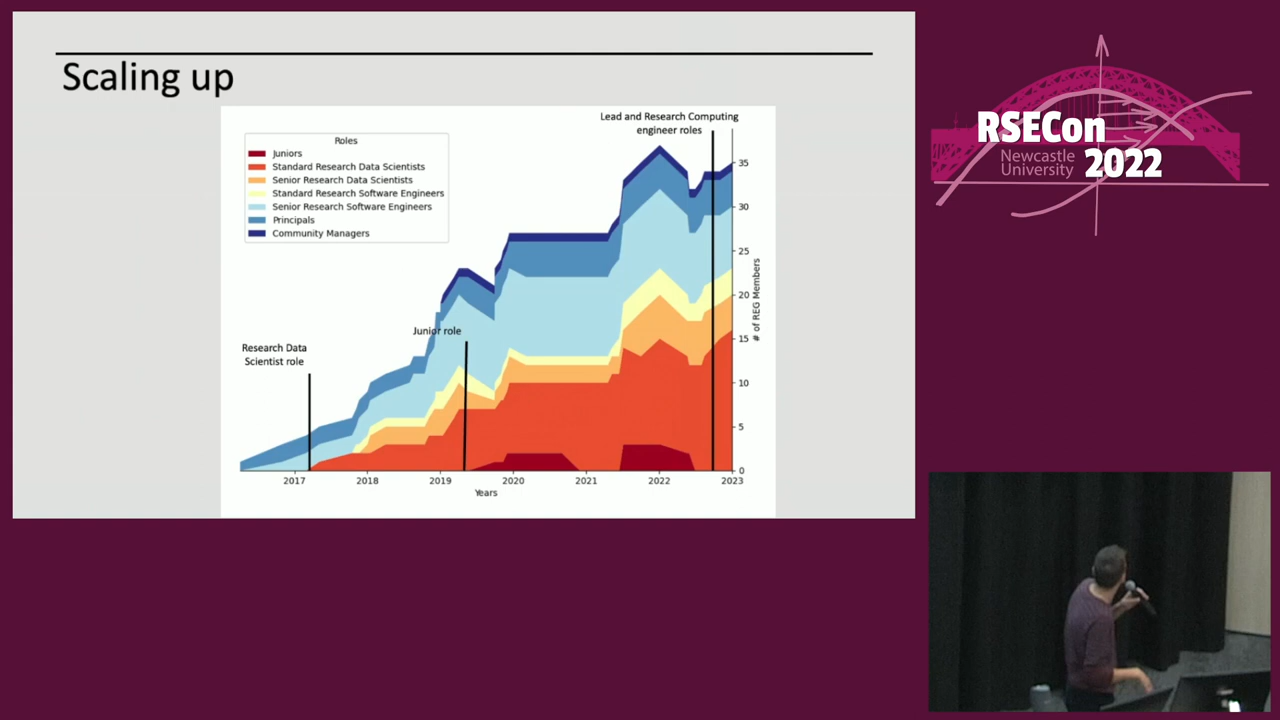 Scaling up
Lead and Research Computing
engineer roles
Roles
Juniors
Standard Research Data Scientists
Senior Research Data Scientists
Standard Research Software Engineers
Senior Research Software Engineers
Principals
Community Managers
Junior role
Research Data
Scientist role
35
30
25
20
15
10
5
0
# of REG Members
2017 2018 2019 2020 2021 2022 2023
Years
RSECon
Newcastle
University
2022